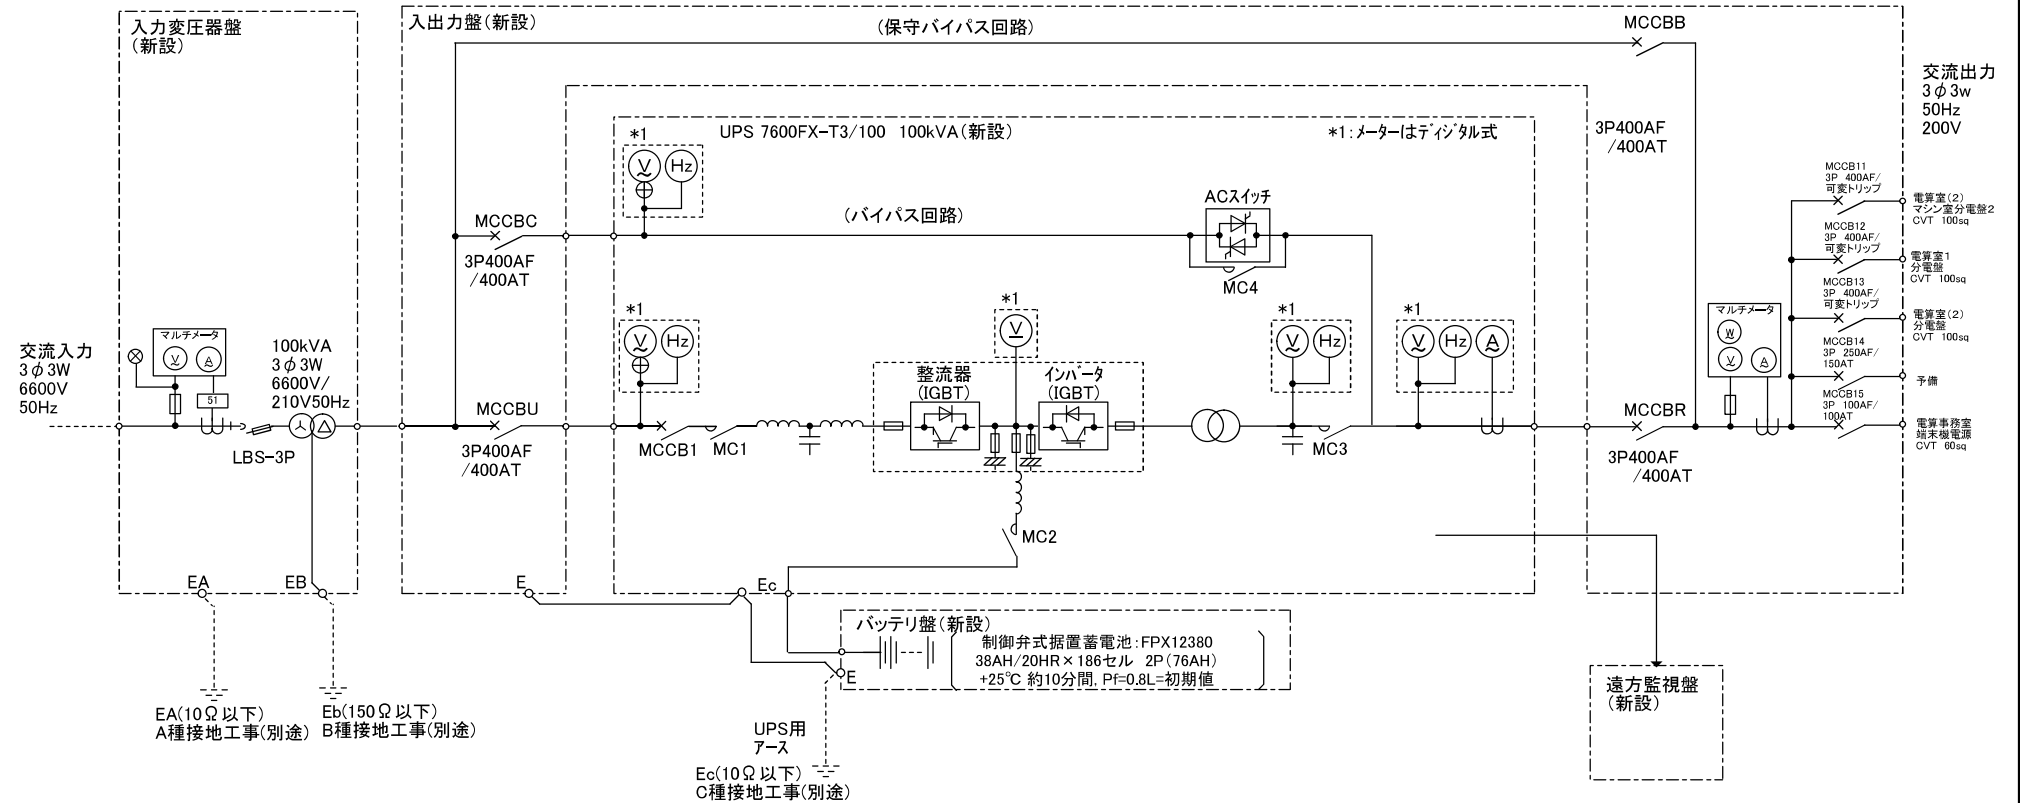 入力変圧器盤
(新設)
入出力盤(新設)
(保守バイパス回路)
MCCBB
交流出力
3φ3w
50Hz
200V
UPS 7600FX-T3/100 100kVA(新設)
*1:メーターはディジタル式
3P400AF
/400AT
*1
V
Hz
ACスイッチ
(バイパス回路)
MCCBC
3P400AF
/400AT
MC4
MCCB11
3P 400AF/
可変トリップ
電算室(2)
マシン室分電盤2
CVT 100sq
MCCB12
3P 400AF/
可変トリップ
電算室1
分電盤
CVT 100sq
MCCB13
3P 400AF/
可変トリップ
電算室(2)
分電盤
CVT 100sq
MCCB14
3P 250AF/
150AT
予備
MCCB15
3P 100AF/
100AT
電算事務室
端末機電源
CVT 60sq
交流入力
3φ3W
6600V
50Hz
マルチメータ
V
A
51
100kVA
3φ3W
6600V/
210V50Hz
LBS-3P
MCCBU
3P400AF
/400AT
*1
V
Hz
MCCB1
MC1
*1
V
整流器
(IGBT)
インバータ
(IGBT)
MC2
*1
V
Hz
MC3
*1
V
Hz
A
MCCBR
3P400AF
/400AT
マルチメータ
W
V
A
EA
EB
E
Ec
バッテリ盤(新設)
制御弁式据置蓄電池:FPX12380
38AH/20HR×186セル 2P(76AH)
+25℃ 約10分間, Pf=0.8L=初期値
E
遠方監視盤
(新設)
EA(10Ω以下)
A種接地工事(別途)
Eb(150Ω以下)
B種接地工事(別途)
UPS用
アース
Ec(10Ω以下)
C種接地工事(別途)